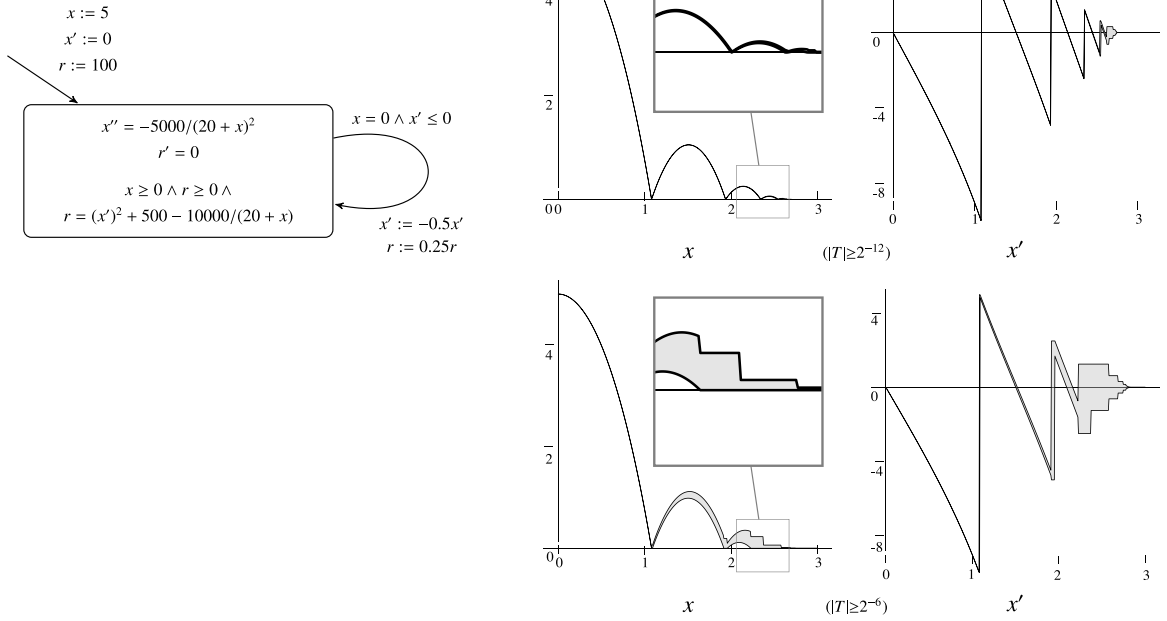 x := 5
x′ := 0
r := 100
x′′ = −5000/(20 + x)²
r′ = 0
x ≥ 0 ∧ r ≥ 0 ∧
r = (x′)² + 500 − 10000/(20 + x)
x = 0 ∧ x′ ≤ 0
x′ := −0.5x′
r := 0.25r
4
2
0 0 1 2 3
x
(|T|≥2⁻¹²)
0
-4
-8
0 1 2 3
x′
4
2
0 0 1 2 3
x
(|T|≥2⁻⁶)
4
0
-4
-8
0 1 2 3
x′